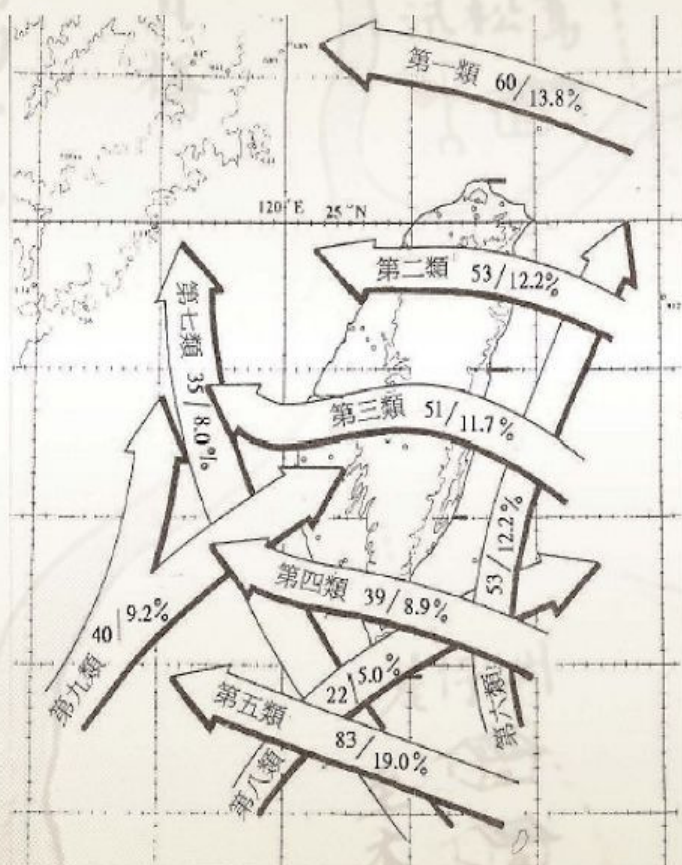 第一類 60/13.8%
120°E 25°N
第二類 53/12.2%
第七類 35/8.0%
第三類 51/11.7%
53/12.2%
第六類
第四類 39/8.9%
40/9.2%
第九類
22/5.0%
第八類
第五類
83/19.0%